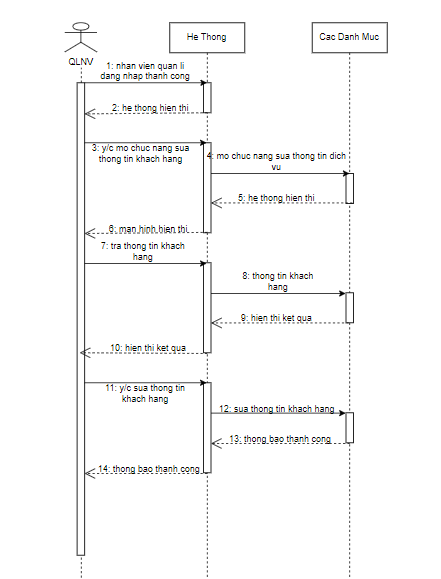 He Thong
Cac Danh Muc
QLNV
1: nhan vien quan li
dang nhap thanh cong
2: he thong hien thi
3: y/c mo chuc nang sua
thong tin khach hang
4: mo chuc nang sua thong tin dich
vu
5: he thong hien thi
6: man hinh hien thi
7: tra thong tin khach
hang
8: thong tin khach
hang
9: hien thi ket qua
10: hien thi ket qua
11: y/c sua thong tin
khach hang
12: sua thong tin khach hang
13: thong bao thanh cong
14: thong bao thanh cong